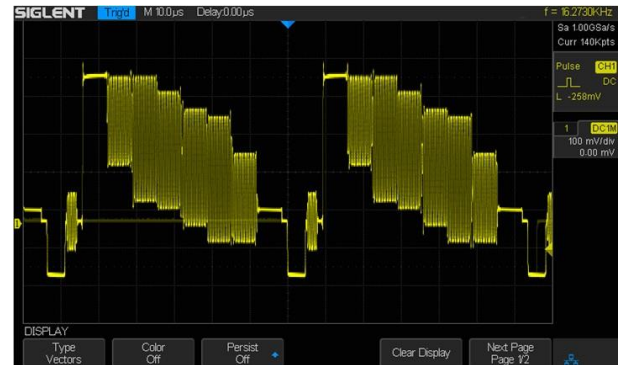 SIGLENT Trig'd M 10.0μs Delay:0.00μs f = 16.2730KHz
Sa 1.00GSa/s
Curr 140Kpts
Pulse CH1
DC
L -258mV
1 DC1M
100 mV/div
0.00 mV
DISPLAY
Type
Vectors
Color
Off
Persist
Off
Clear Display
Next Page
Page 1/2